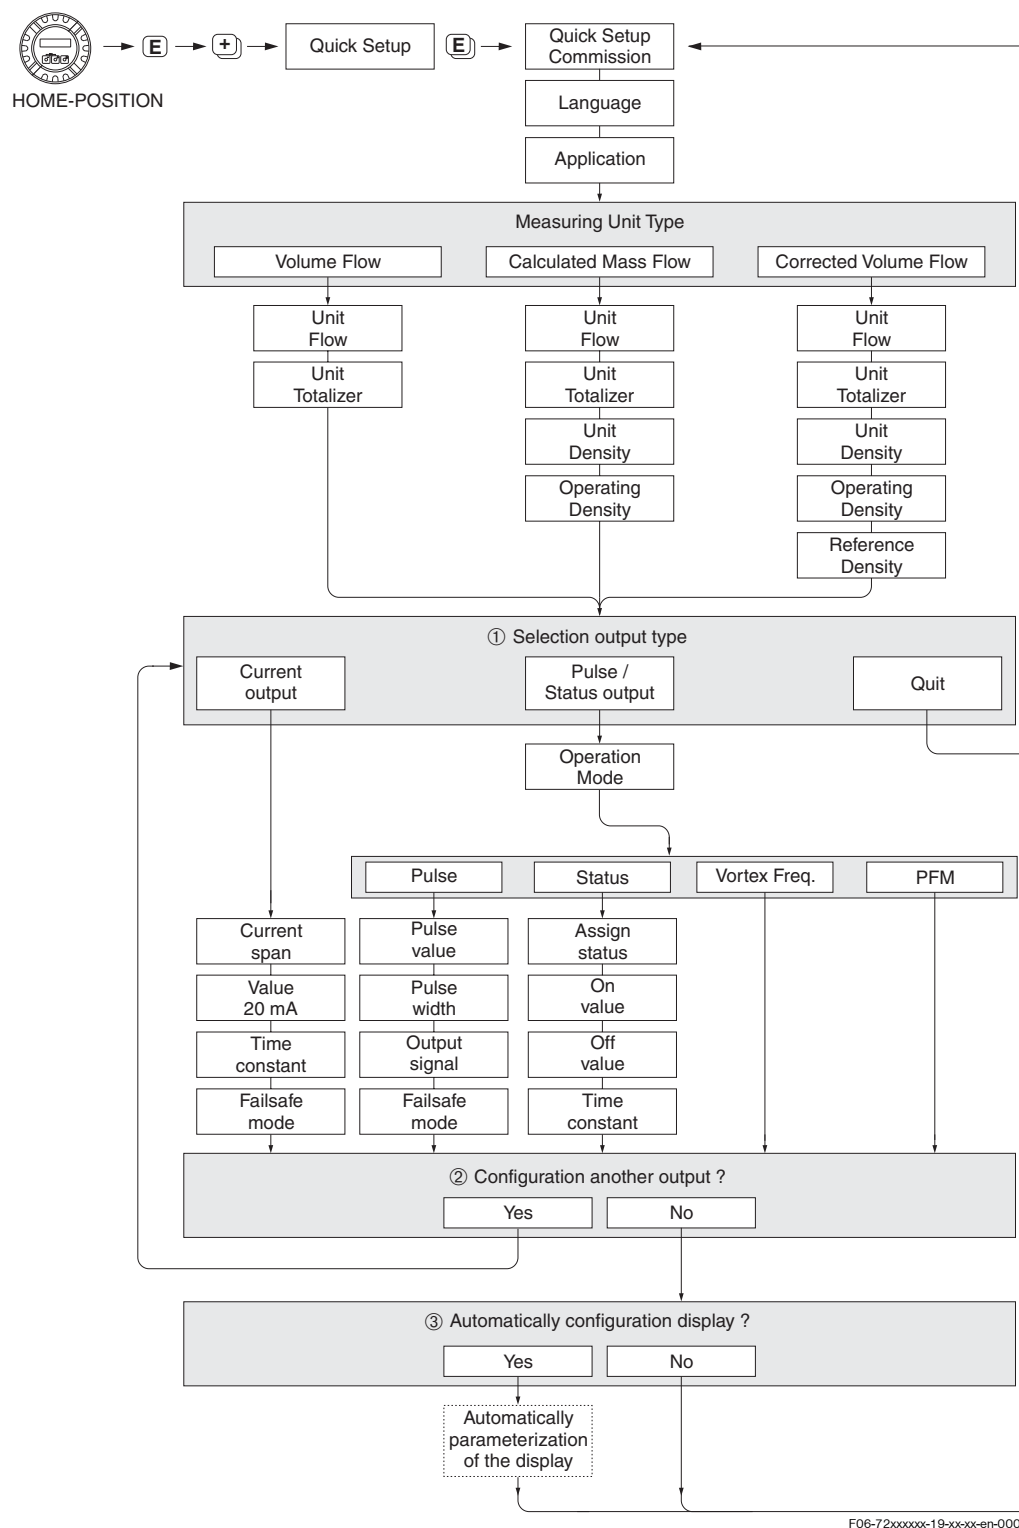 E
+
Quick Setup
E
Quick Setup
Commission
HOME-POSITION
Language
Application
Measuring Unit Type
Volume Flow
Calculated Mass Flow
Corrected Volume Flow
Unit
Flow
Unit
Flow
Unit
Flow
Unit
Totalizer
Unit
Totalizer
Unit
Totalizer
Unit
Density
Unit
Density
Operating
Density
Operating
Density
Reference
Density
① Selection output type
Current
output
Pulse /
Status output
Quit
Operation
Mode
Pulse
Status
Vortex Freq.
PFM
Current
span
Pulse
value
Assign
status
Value
20 mA
Pulse
width
On
value
Time
constant
Output
signal
Off
value
Failsafe
mode
Failsafe
mode
Time
constant
② Configuration another output ?
Yes
No
③ Automatically configuration display ?
Yes
No
Automatically
parameterization
of the display
F06-72xxxxxx-19-xx-xx-en-000